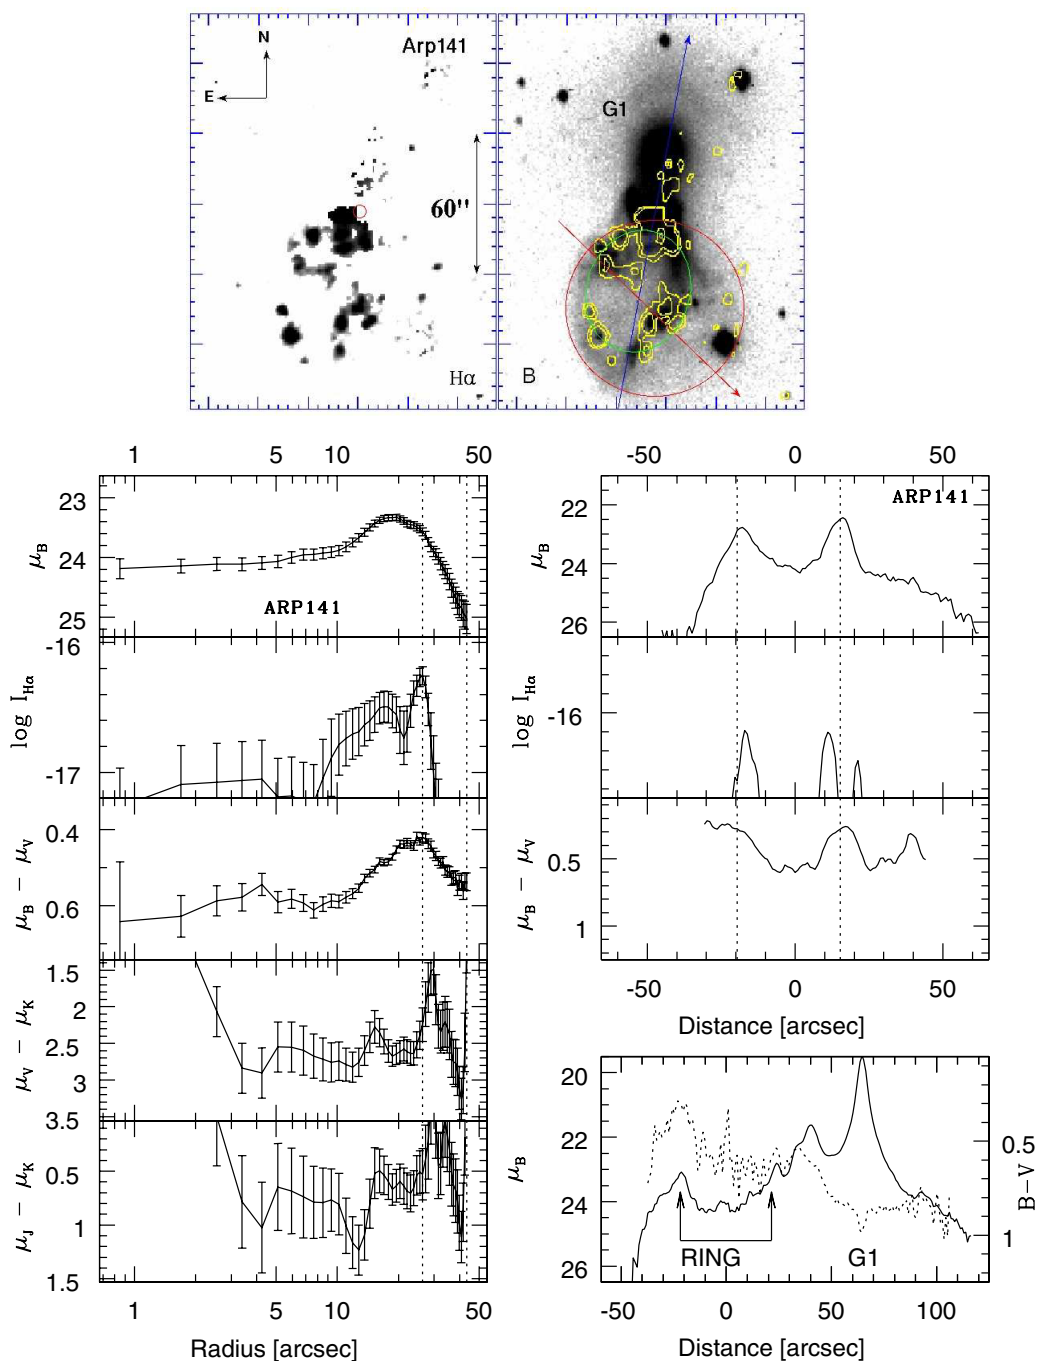 N
Arp141
E
60"
Hα
G1
B
1 10 50
23
24
25
μB
ARP141
-16
-17
log IHα
0.4
0.6
μB − μV
1.5
2
2.5
3
3.5
μV − μK
0.5
1
1.5
μJ − μK
1 10 50
Radius [arcsec]
-50 0 50
ARP141
22
24
26
μB
-16
log IHα
0.5
1
μB − μV
-50 0 50
Distance [arcsec]
20
22
24
26
μB
0.5
1
B−V
RING
G1
-50 0 50 100
Distance [arcsec]